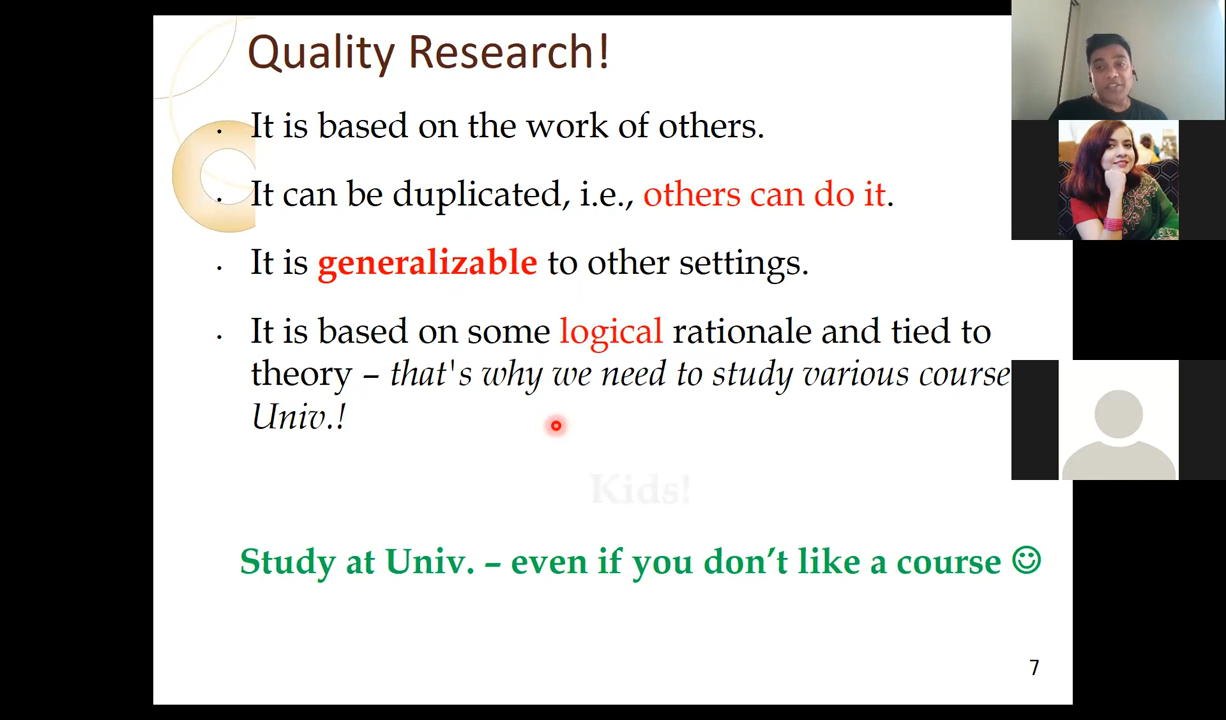 Quality Research!
· It is based on the work of others.
· It can be duplicated, i.e., others can do it.
· It is generalizable to other settings.
· It is based on some logical rationale and tied to
theory – that's why we need to study various course
Univ.!
Kids!
Study at Univ. – even if you don’t like a course ☺
7